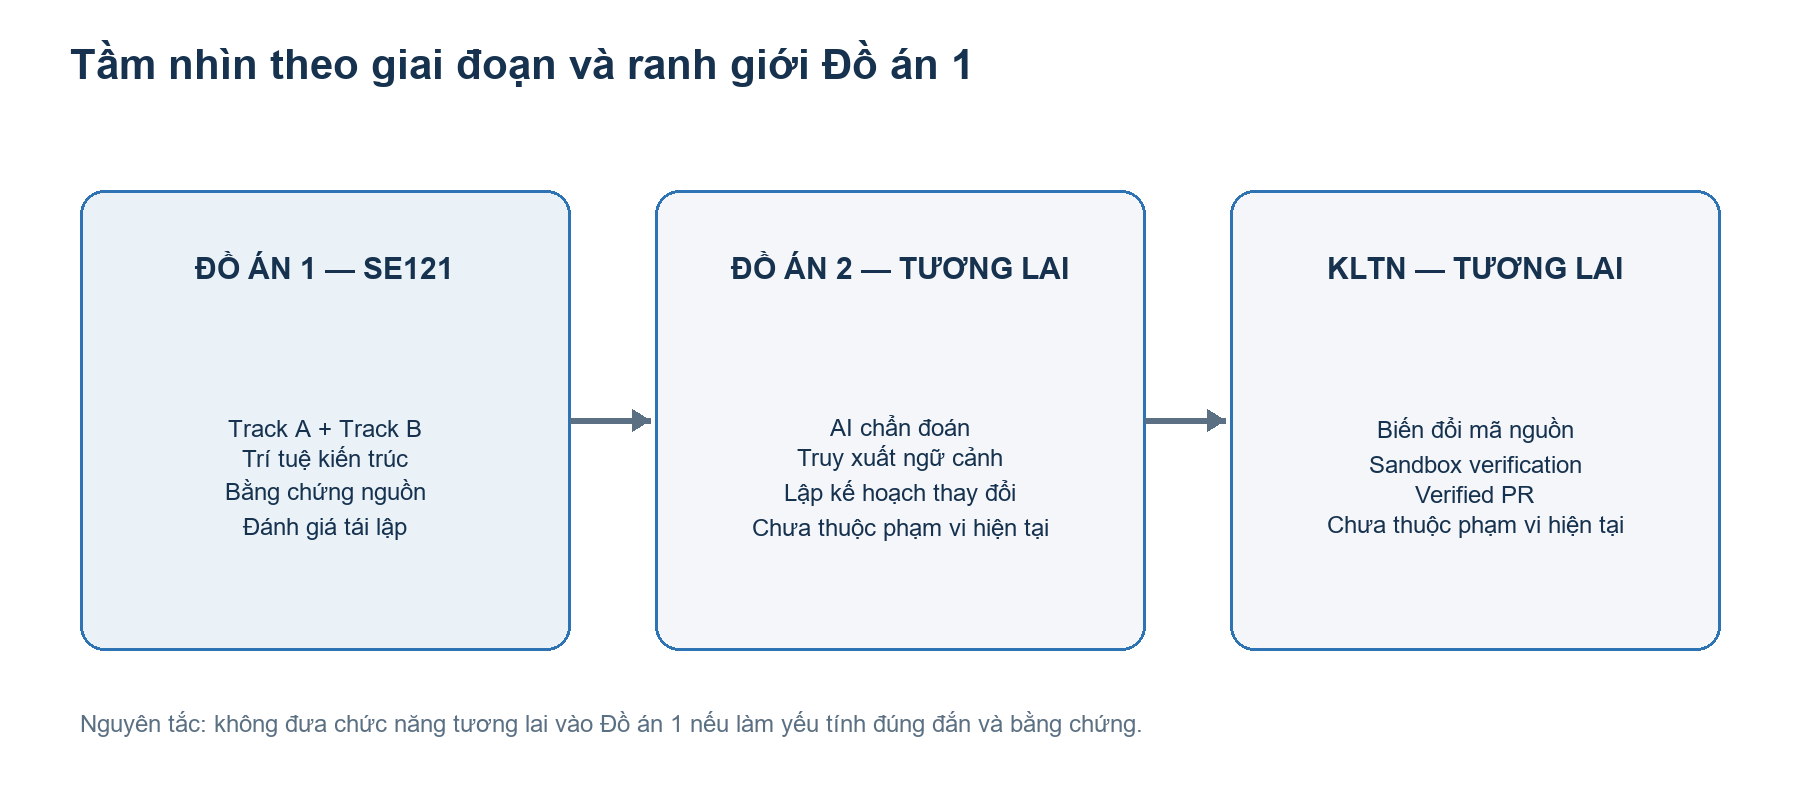 Tầm nhìn theo giai đoạn và ranh giới Đồ án 1
ĐỒ ÁN 1 — SE121
Track A + Track B
Trí tuệ kiến trúc
Bằng chứng nguồn
Đánh giá tái lập
ĐỒ ÁN 2 — TƯƠNG LAI
AI chẩn đoán
Truy xuất ngữ cảnh
Lập kế hoạch thay đổi
Chưa thuộc phạm vi hiện tại
KLTN — TƯƠNG LAI
Biến đổi mã nguồn
Sandbox verification
Verified PR
Chưa thuộc phạm vi hiện tại
Nguyên tắc: không đưa chức năng tương lai vào Đồ án 1 nếu làm yếu tính đúng đắn và bằng chứng.